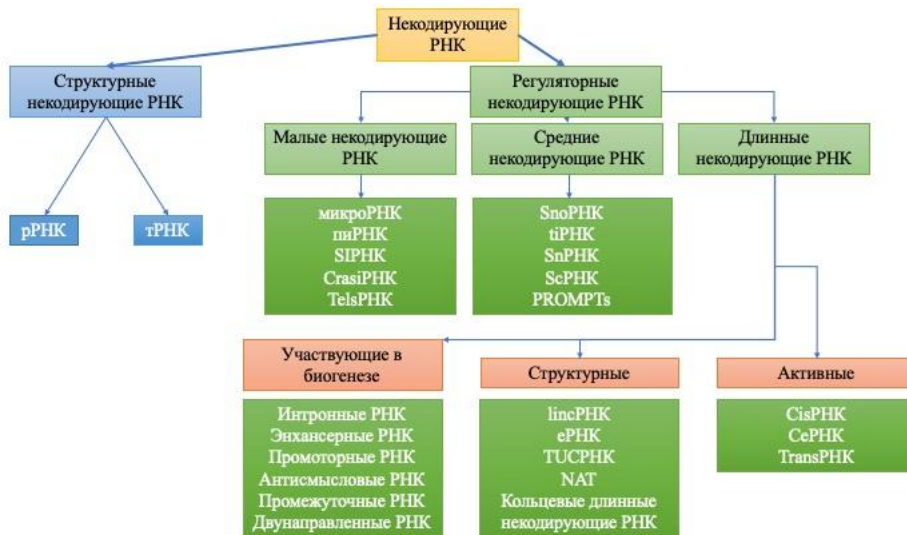 Некодирующие
РНК
Структурные
некодирующие РНК
Регуляторные
некодирующие РНК
Малые некодирующие
РНК
Средние
некодирующие РНК
Длинные
некодирующие РНК
рРНК
тРНК
микроРНК
пиРНК
SIРНК
CrasiРНК
TelsРНК
SnoРНК
tiРНК
SnРНК
ScРНК
PROMPTs
Участвующие в
биогенезе
Структурные
Активные
Интронные РНК
Энхансерные РНК
Промоторные РНК
Антисмысловые РНК
Промежуточные РНК
Двунаправленные РНК
lincРНК
eРНК
TUCРНК
NAT
Кольцевые длинные
некодирующие РНК
CisРНК
CeРНК
TransРНК